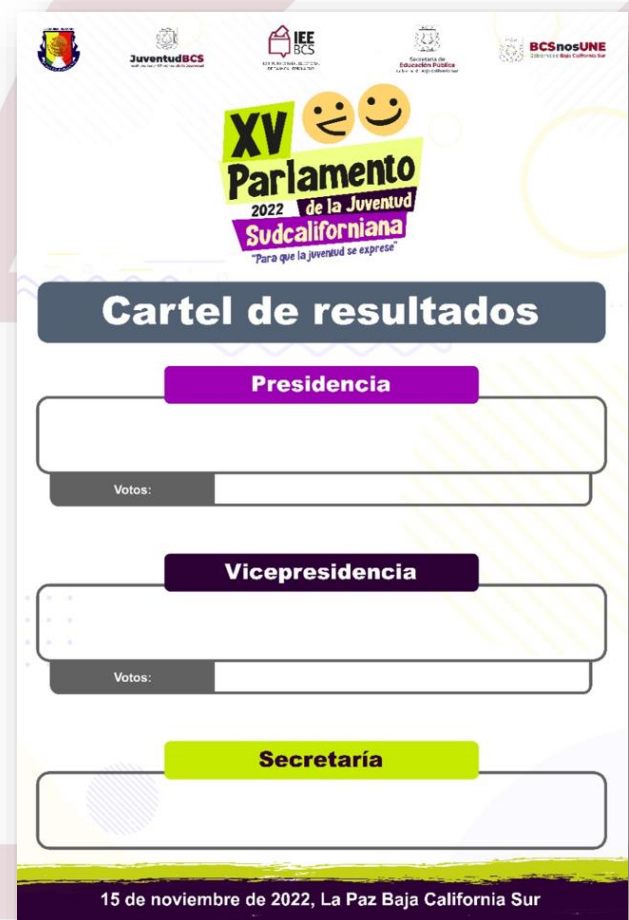 JuventudBCS
IEE
BCS
Secretaría de
Educación Pública
BCSnosUNE
XV
Parlamento
2022 de la Juventud
Sudcaliforniana
"Para que la juventud se exprese"
Cartel de resultados
Presidencia
Votos:
Vicepresidencia
Votos:
Secretaría
15 de noviembre de 2022, La Paz Baja California Sur